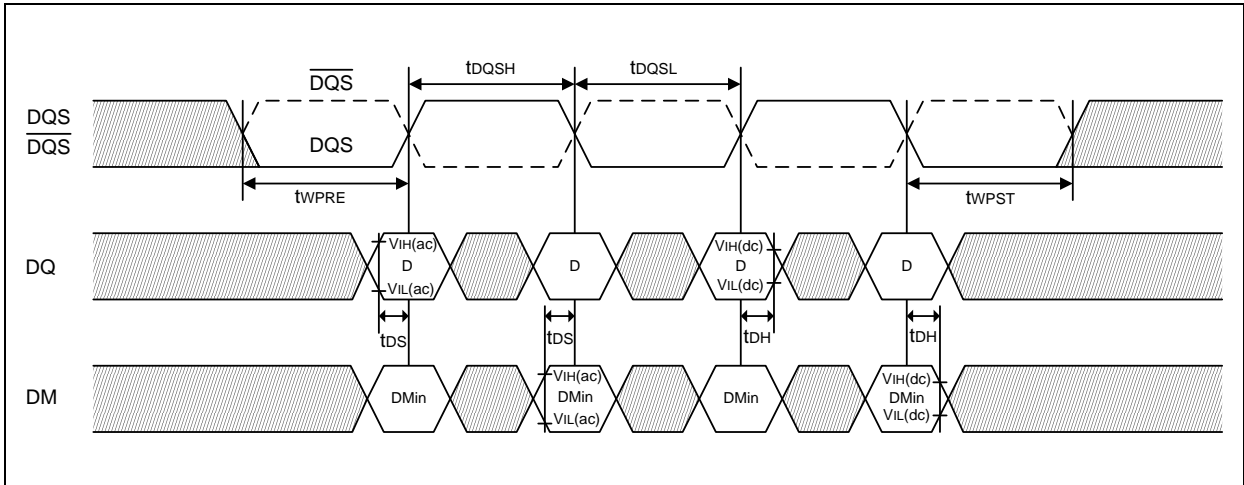 DQS
tDQSH
tDQSL
DQS
DQS
DQS
tWPRE
tWPST
DQ
VIH(ac)
D
VIL(ac)
D
VIH(dc)
D
VIL(dc)
D
tDS
tDS
tDH
tDH
DM
DMin
VIH(ac)
DMin
VIL(ac)
DMin
VIH(dc)
DMin
VIL(dc)